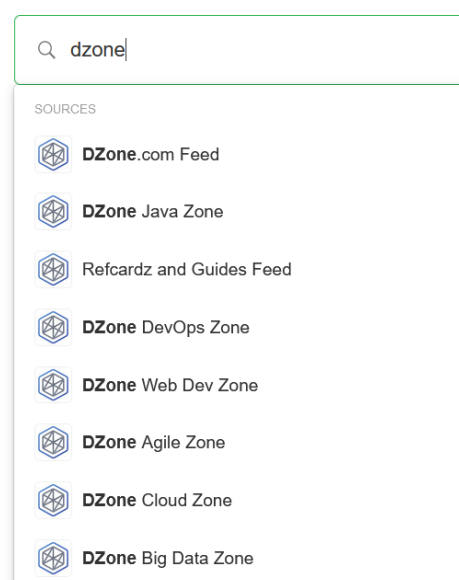 dzone
SOURCES
DZone.com Feed
DZone Java Zone
Refcardz and Guides Feed
DZone DevOps Zone
DZone Web Dev Zone
DZone Agile Zone
DZone Cloud Zone
DZone Big Data Zone